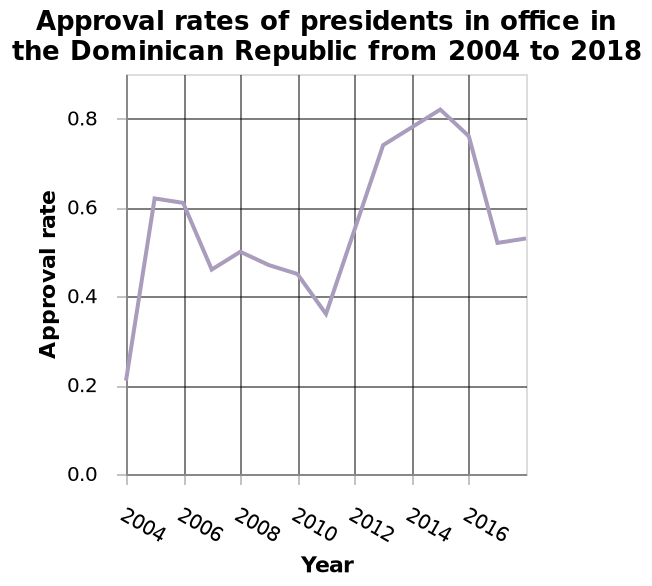 Approval rates of presidents in office in
the Dominican Republic from 2004 to 2018
Approval rate
0.8
0.6
0.4
0.2
0.0
2004 2006 2008 2010 2012 2014 2016
Year